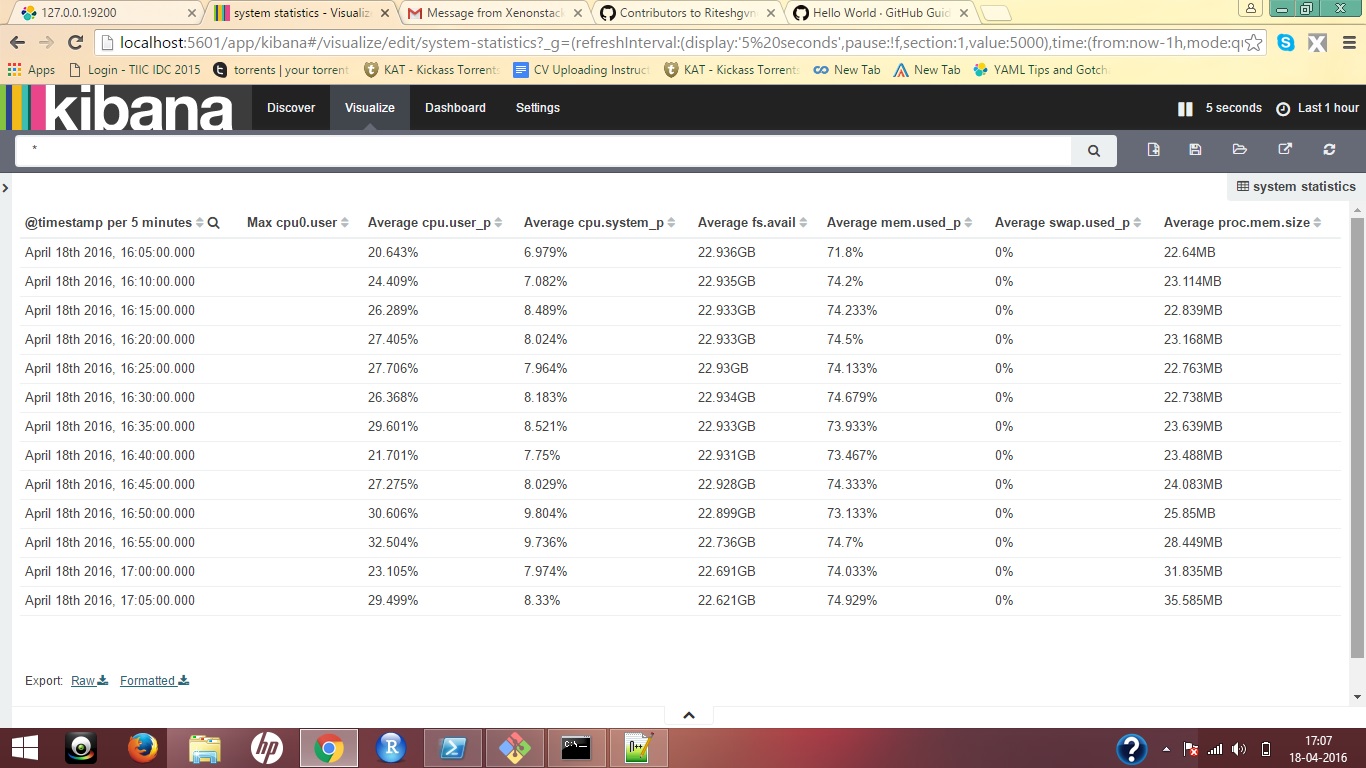 127.0.0.1:9200
system statistics - Visualiz
Message from Xenonstack
Contributors to Riteshgvn
Hello World · GitHub Guid
localhost:5601/app/kibana#/visualize/edit/system-statistics?_g=(refreshInterval:(display:'5%20seconds',pause:!f,section:1,value:5000),time:(from:now-1h,mode:qu
Apps Login - TIIC IDC 2015 torrents | your torrent KAT - Kickass Torrents CV Uploading Instruct KAT - Kickass Torrents New Tab New Tab YAML Tips and Gotch
kibana Discover Visualize Dashboard Settings 5 seconds Last 1 hour
*
system statistics
@timestamp per 5 minutes Max cpu0.user Average cpu.user_p Average cpu.system_p Average fs.avail Average mem.used_p Average swap.used_p Average proc.mem.size
April 18th 2016, 16:05:00.000 20.643% 6.979% 22.936GB 71.8% 0% 22.64MB
April 18th 2016, 16:10:00.000 24.409% 7.082% 22.935GB 74.2% 0% 23.114MB
April 18th 2016, 16:15:00.000 26.289% 8.489% 22.933GB 74.233% 0% 22.839MB
April 18th 2016, 16:20:00.000 27.405% 8.024% 22.933GB 74.5% 0% 23.168MB
April 18th 2016, 16:25:00.000 27.706% 7.964% 22.93GB 74.133% 0% 22.763MB
April 18th 2016, 16:30:00.000 26.368% 8.183% 22.934GB 74.679% 0% 22.738MB
April 18th 2016, 16:35:00.000 29.601% 8.521% 22.933GB 73.933% 0% 23.639MB
April 18th 2016, 16:40:00.000 21.701% 7.75% 22.931GB 73.467% 0% 23.488MB
April 18th 2016, 16:45:00.000 27.275% 8.029% 22.928GB 74.333% 0% 24.083MB
April 18th 2016, 16:50:00.000 30.606% 9.804% 22.899GB 73.133% 0% 25.85MB
April 18th 2016, 16:55:00.000 32.504% 9.736% 22.736GB 74.7% 0% 28.449MB
April 18th 2016, 17:00:00.000 23.105% 7.974% 22.691GB 74.033% 0% 31.835MB
April 18th 2016, 17:05:00.000 29.499% 8.33% 22.621GB 74.929% 0% 35.585MB
Export: Raw Formatted
17:07
18-04-2016